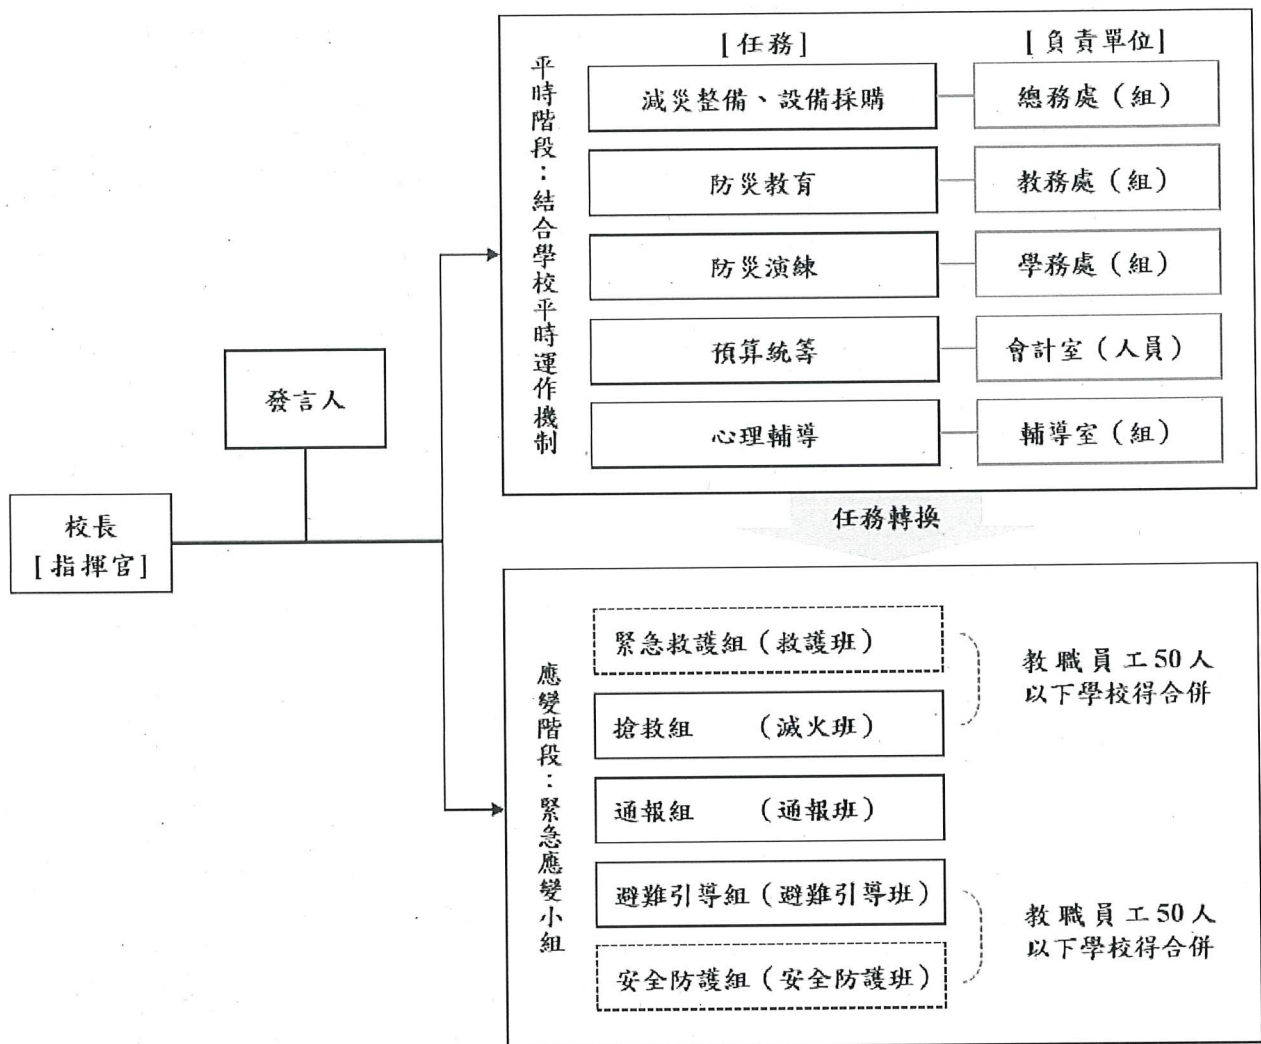 [任務]
[負責單位]
平時階段：結合學校平時運作機制
減災整備、設備採購
總務處（組）
防災教育
教務處（組）
防災演練
學務處（組）
預算統籌
會計室（人員）
心理輔導
輔導室（組）
發言人
校長
[指揮官]
任務轉換
應變階段：緊急應變小組
緊急救護組（救護班）
搶救組　　（滅火班）
通報組　　（通報班）
避難引導組（避難引導班）
安全防護組（安全防護班）
教職員工50人
以下學校得合併
教職員工50人
以下學校得合併